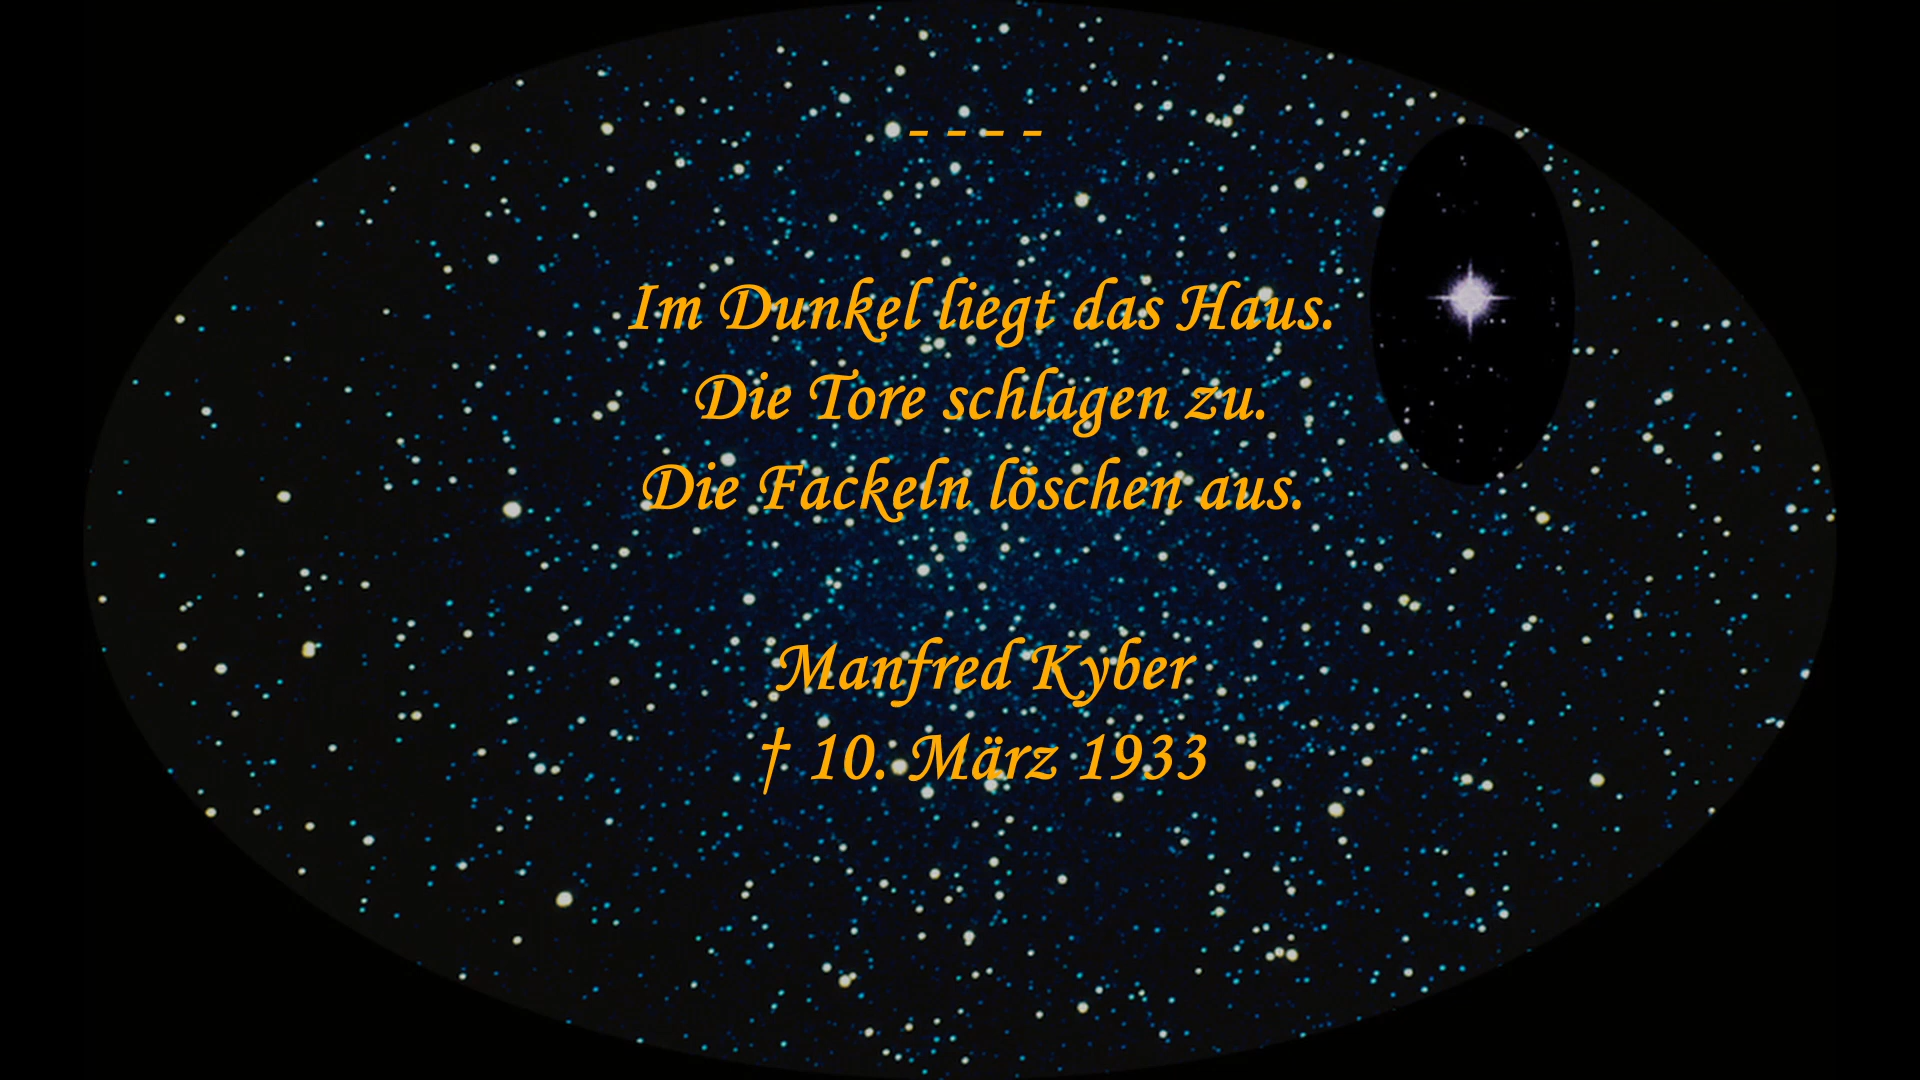 - - - -
Im Dunkel liegt das Haus.
Die Tore schlagen zu.
Die Fackeln löschen aus.
Manfred Kyber
† 10. März 1933